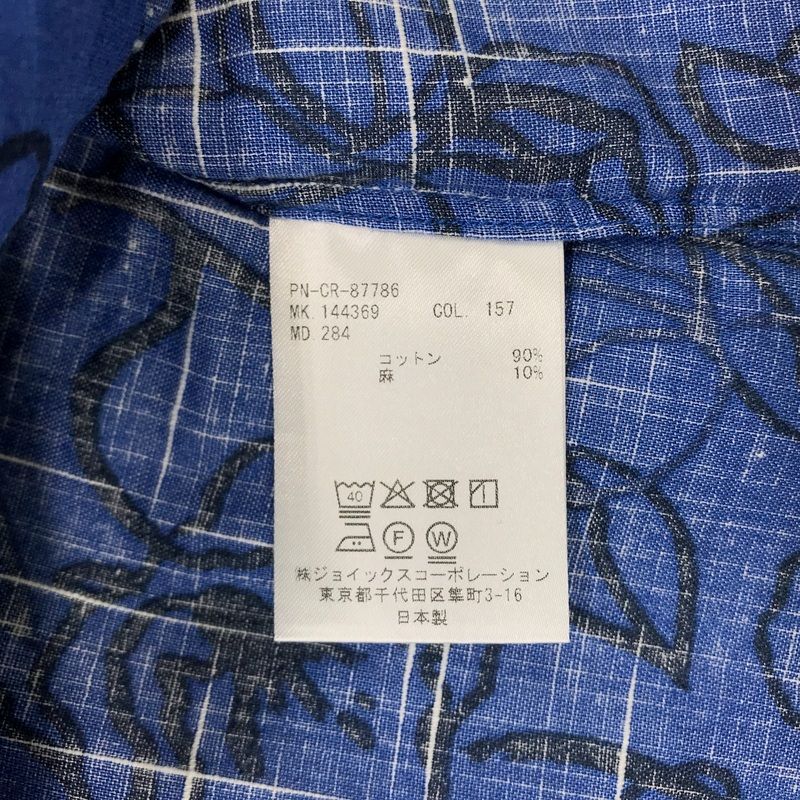 PN-CR-87786
MK.144369 COL. 157
MD.284
コットン 90%
麻 10%
40
F W
㈱ジョイックスコーポレーション
東京都千代田区隼町3-16
日本製